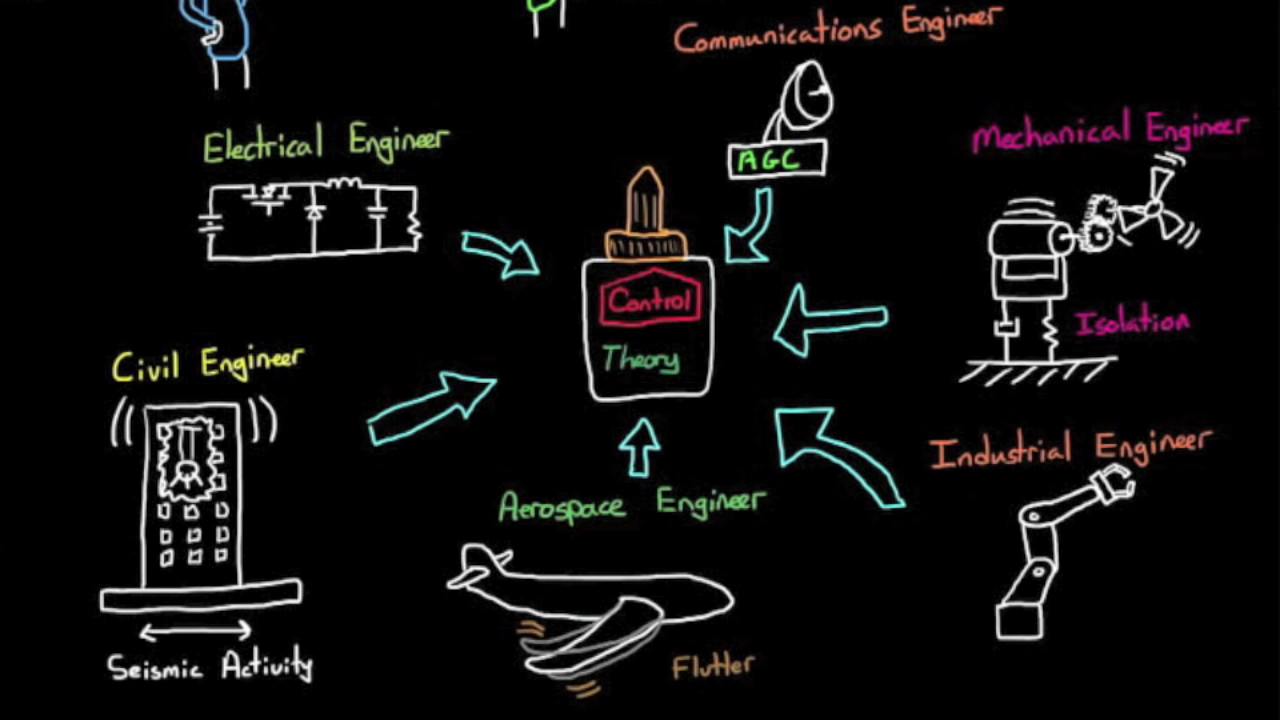 Communications Engineer
AGC
Electrical Engineer
Mechanical Engineer
Control
Theory
Isolation
Civil Engineer
Industrial Engineer
Aerospace Engineer
Seismic Activity
Flutter